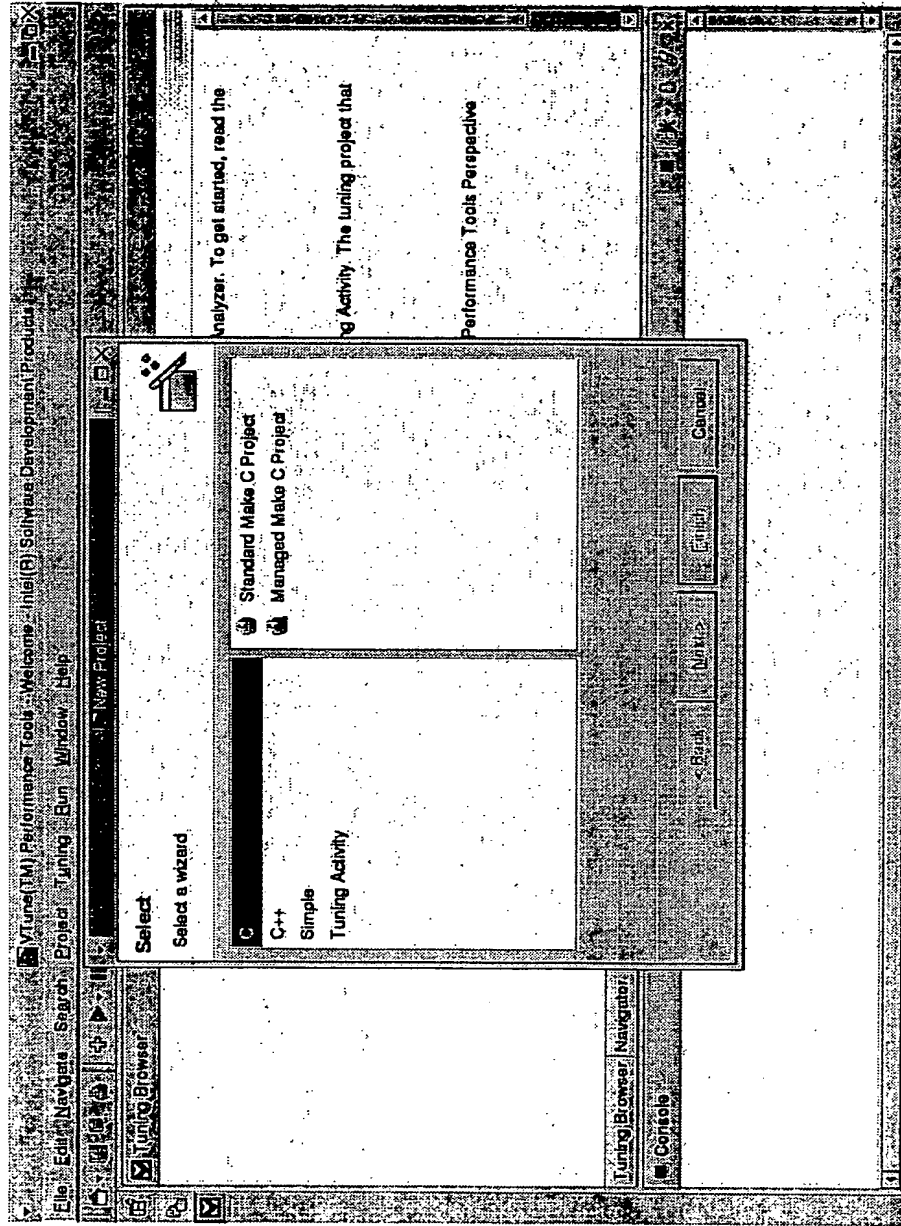 VTune(TM) Performance Tools - Welcome - Intel(R) Software Development Products
File Edit Navigate Search Project Tuning Run Window Help
Tuning Browser
New Project
Select
Select a wizard
C
C++
Simple
Tuning Activity
Standard Make C Project
Managed Make C Project
< Back
Next >
Finish
Cancel
Analyzer. To get started, read the
ng Activity. The tuning project that
Performance Tools Perspective
Tuning Browser Navigator
Console